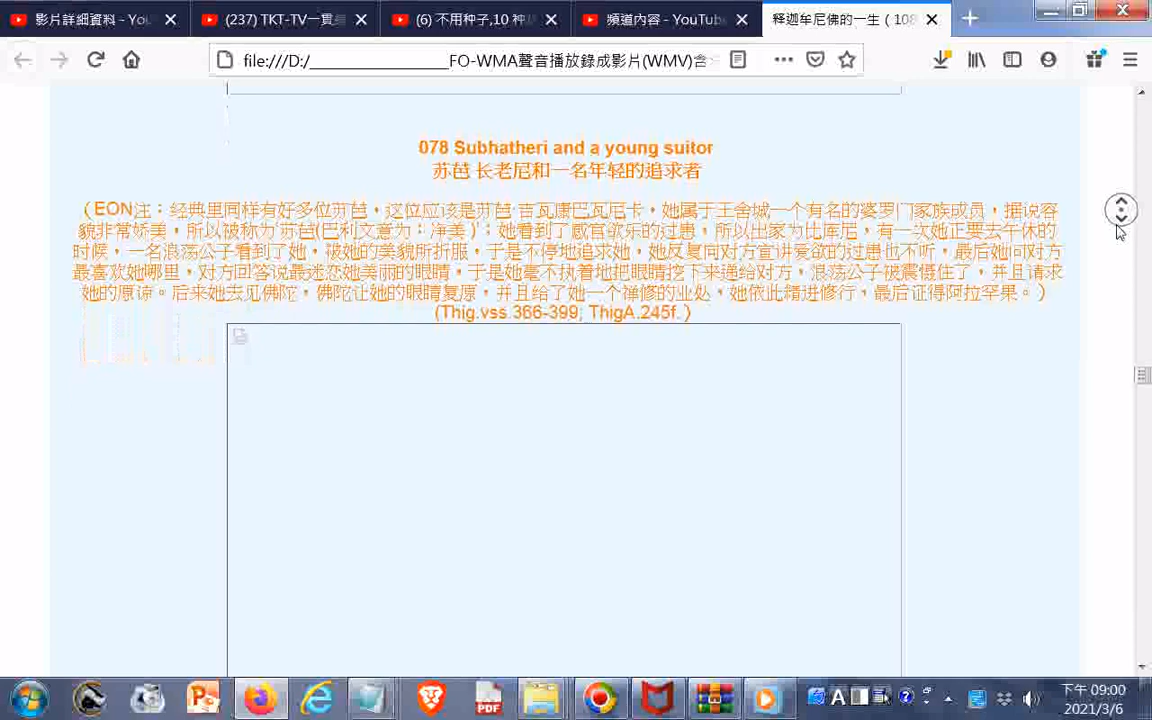 影片詳細資料 - You
(237) TKT-TV一貫
(6) 不用种子,10 种
頻道內容 - YouTube
释迦牟尼佛的一生（108
file:///D:/________________FO-WMA聲音播放錄成影片(WMV)含
078 Subhatheri and a young suitor
苏芭 长老尼和一名年轻的追求者
（EON注：经典里同样有好多位苏芭，这位应该是苏芭·吉瓦康巴瓦尼卡，她属于王舍城一个有名的婆罗门家族成员，据说容
貌非常娇美，所以被称为'苏芭(巴利文意为：净美 )'；她看到了感官欲乐的过患，所以出家为比库尼，有一次她正要去午休的
时候，一名浪荡公子看到了她，被她的美貌所折服，于是不停地追求她，她反复向对方宣讲爱欲的过患也不听，最后她问对方
最喜欢她哪里，对方回答说最迷恋她美丽的眼睛，于是她毫不执着地把眼睛挖下来递给对方，浪荡公子被震慑住了，并且请求
她的原谅。后来她去见佛陀，佛陀让她的眼睛复原，并且给了她一个禅修的业处，她依此精进修行，最后证得阿拉罕果。）
(Thig.vss.366-399; ThigA.245f. )
PDF
A
下午 09:00
2021/3/6